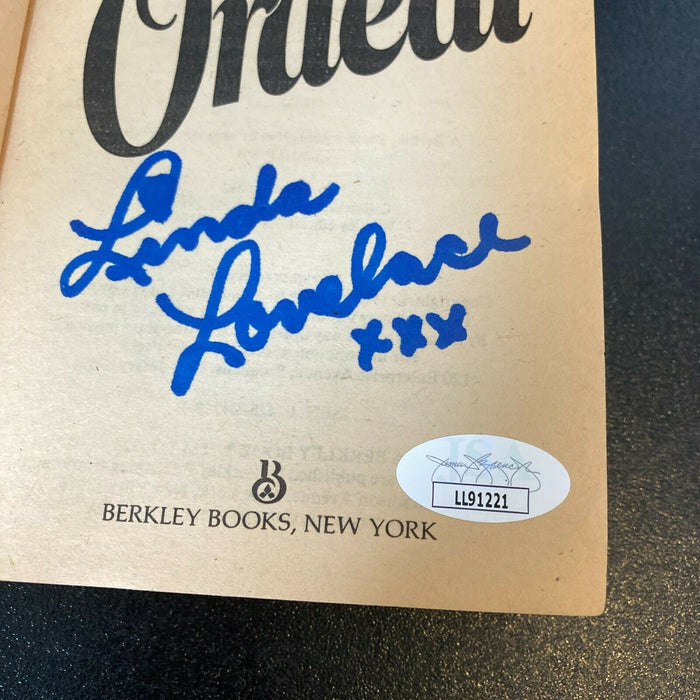 Ordeal
Linda
Lovelace
xxx
B
BERKLEY BOOKS, NEW YORK
LL91221